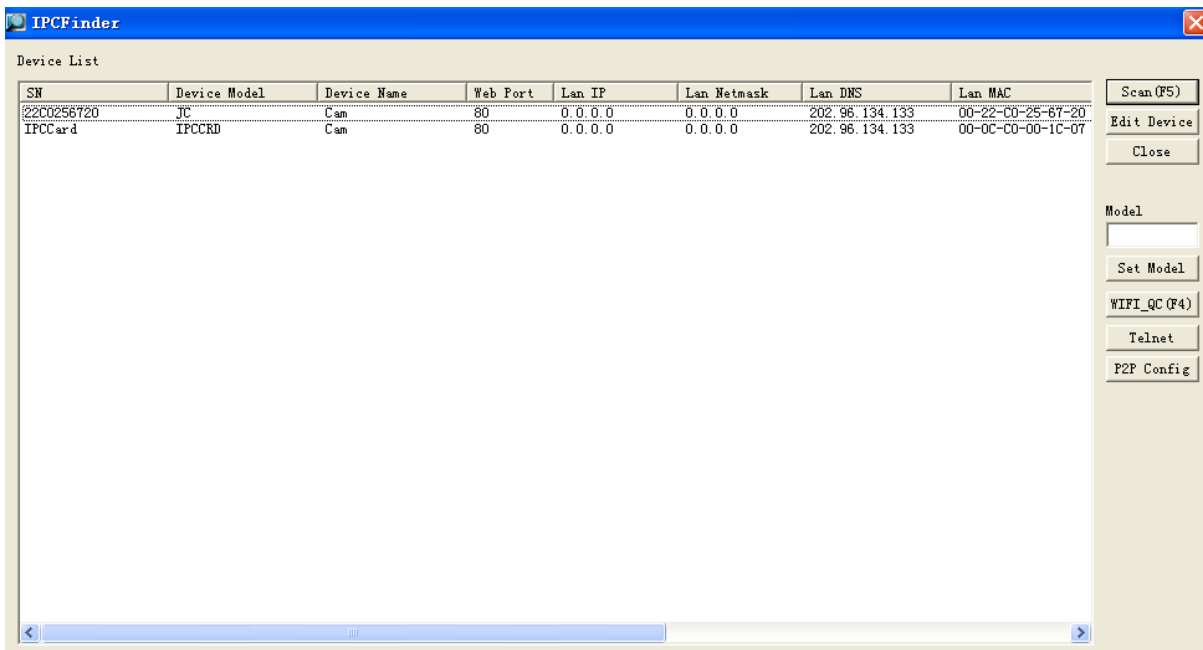 IPCFinder
Device List
SN Device Model Device Name Web Port Lan IP Lan Netmask Lan DNS Lan MAC
22C0256720 JC Cam 80 0.0.0.0 0.0.0.0 202.96.134.133 00-22-C0-25-67-20
IPCCard IPCCRD Cam 80 0.0.0.0 0.0.0.0 202.96.134.133 00-0C-C0-00-1C-07
Scan(F5)
Edit Device
Close
Model
Set Model
WIFI_QC(F4)
Telnet
P2P Config